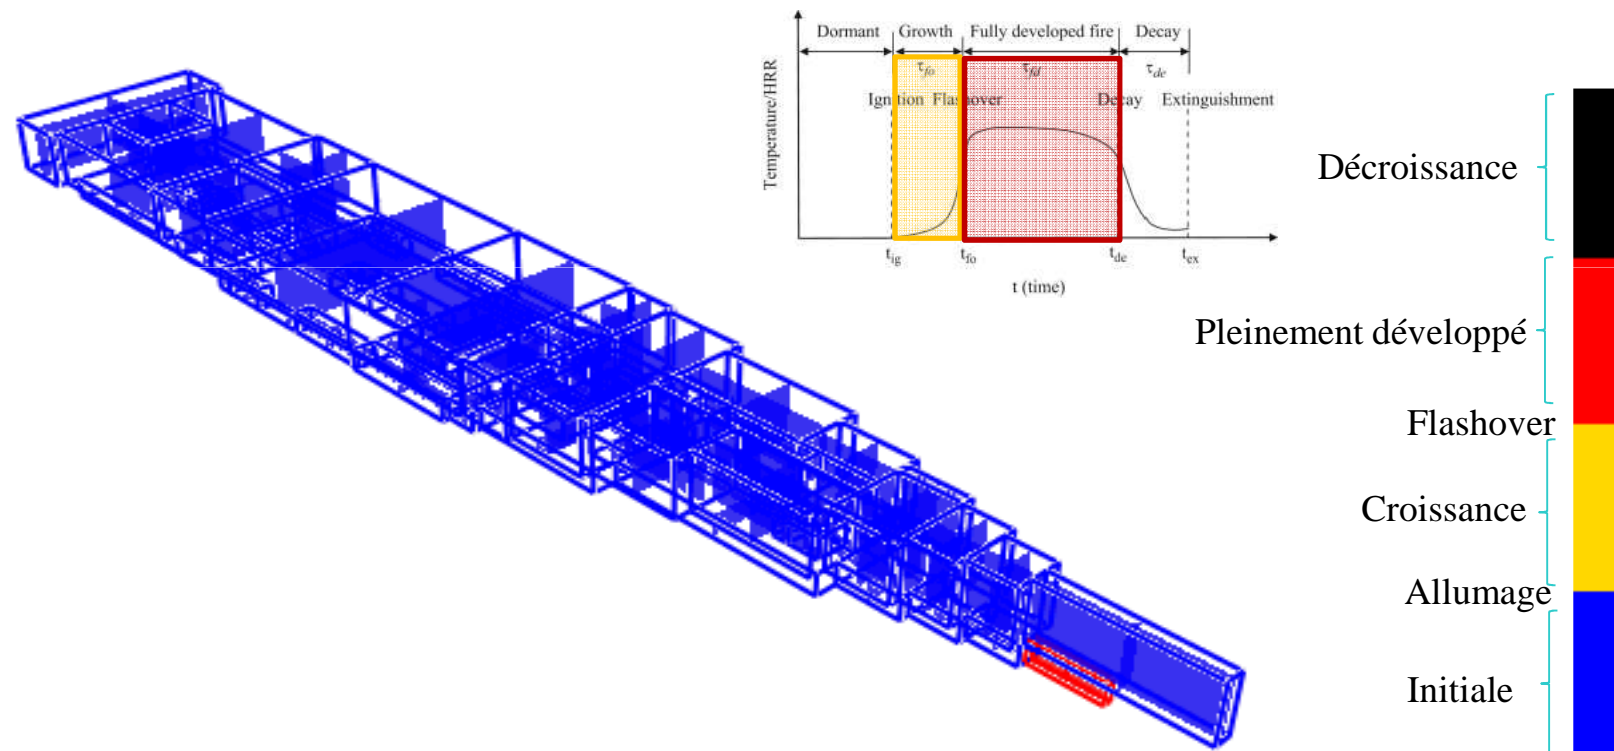 Dormant Growth Fully developed fire Decay
τfo τfd τde
Ignition Flashover Decay Extinguishment
Temperature/HRR
tig tfo tde tex
t (time)
Décroissance
Pleinement développé
Flashover
Croissance
Allumage
Initiale